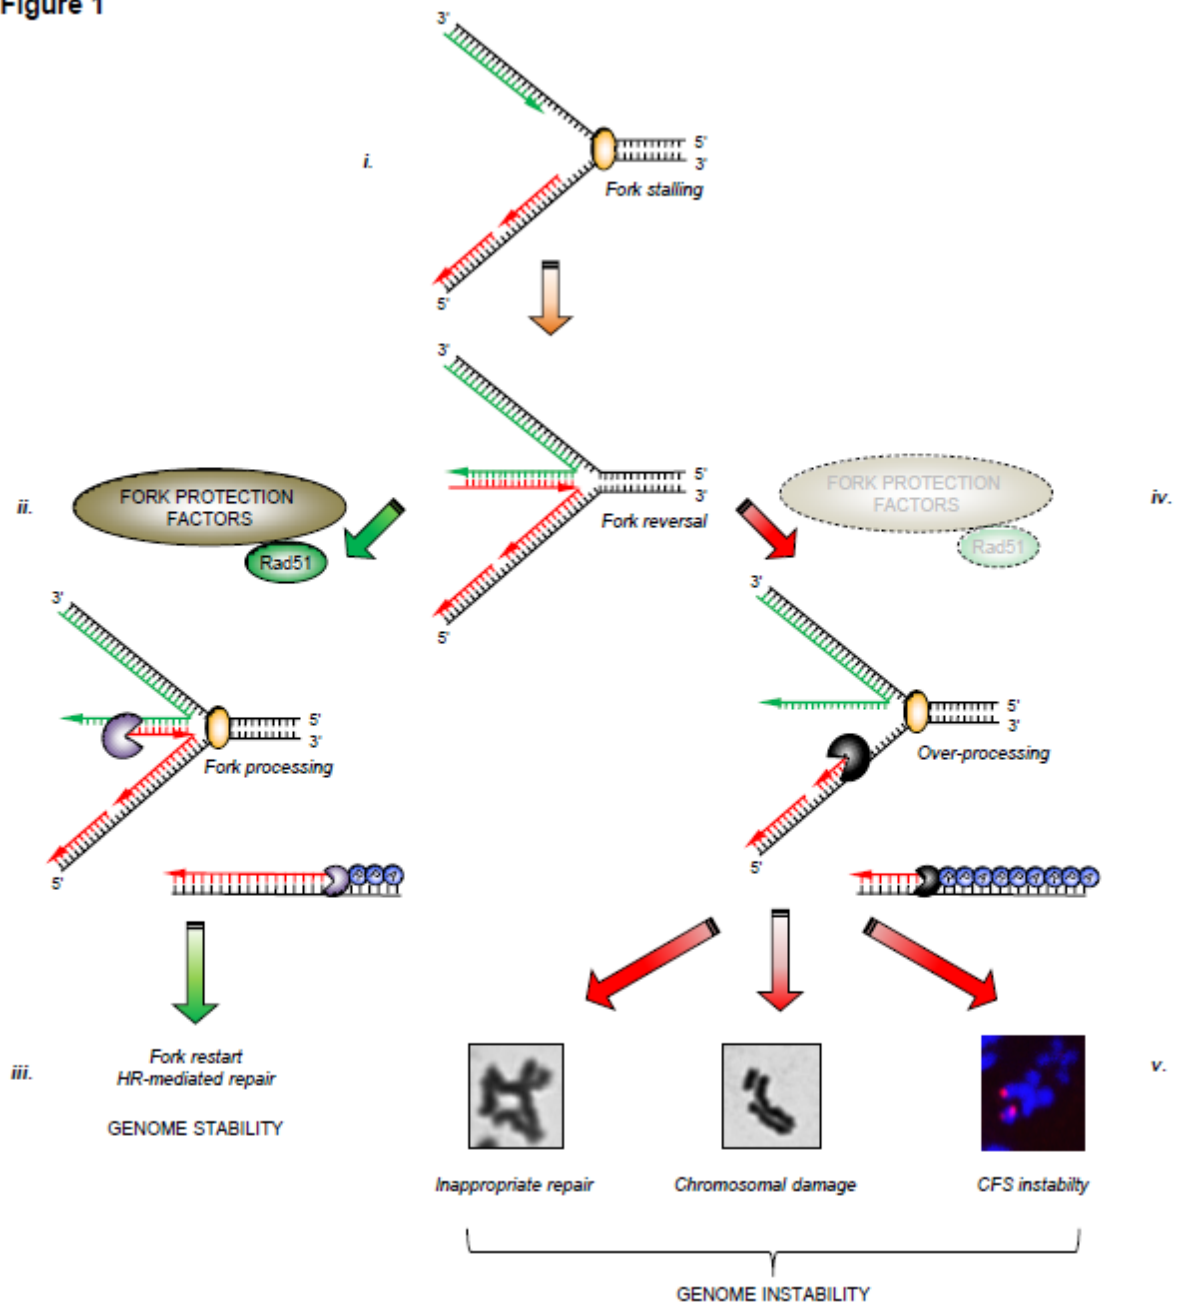 Figure 1
3'
5'
i.
3'
Fork stalling
5'
3'
5'
ii.
FORK PROTECTION
FACTORS
3'
Fork reversal
FORK PROTECTION
FACTORS
iv.
Rad51
Rad51
5'
3'
3'
5'
3'
Fork processing
5'
3'
Over-processing
5'
5'
iii.
Fork restart
HR-mediated repair
GENOME STABILITY
v.
Inappropriate repair
Chromosomal damage
CFS instabilty
GENOME INSTABILITY